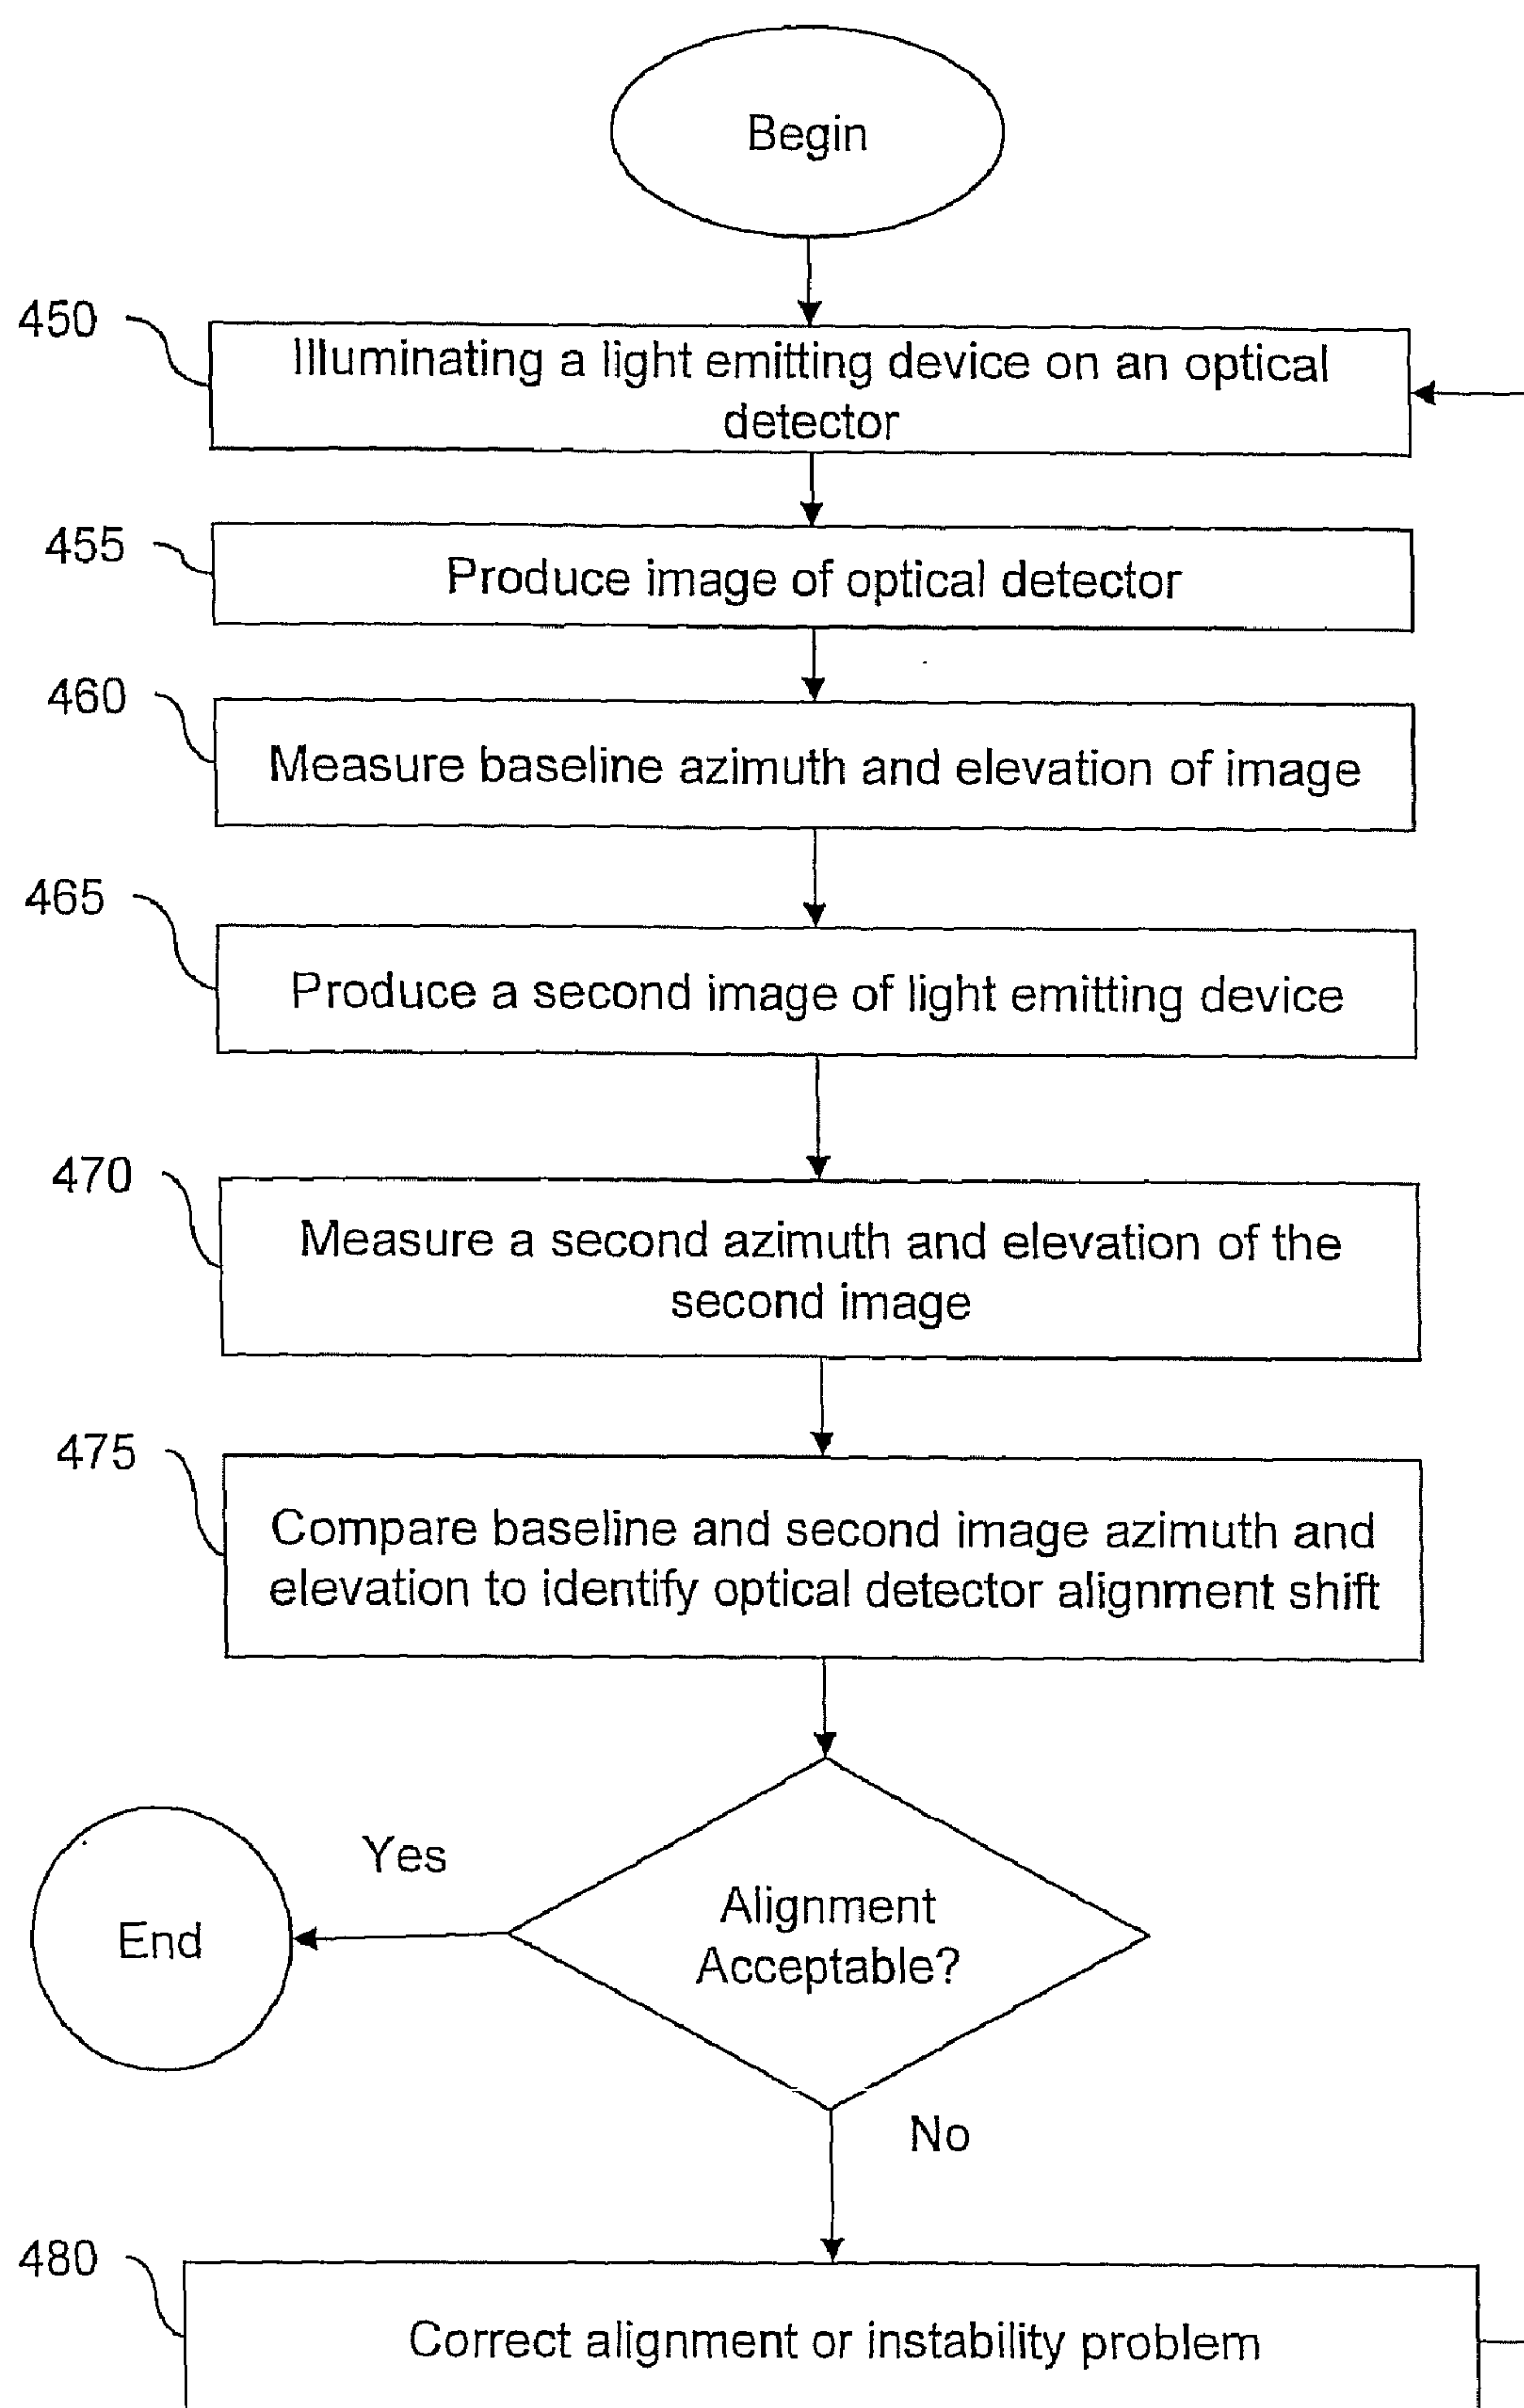 Begin
450
Illuminating a light emitting device on an optical
detector
455
Produce image of optical detector
460
Measure baseline azimuth and elevation of image
465
Produce a second image of light emitting device
470
Measure a second azimuth and elevation of the
second image
475
Compare baseline and second image azimuth and
elevation to identify optical detector alignment shift
Yes
End
Alignment
Acceptable?
No
480
Correct alignment or instability problem